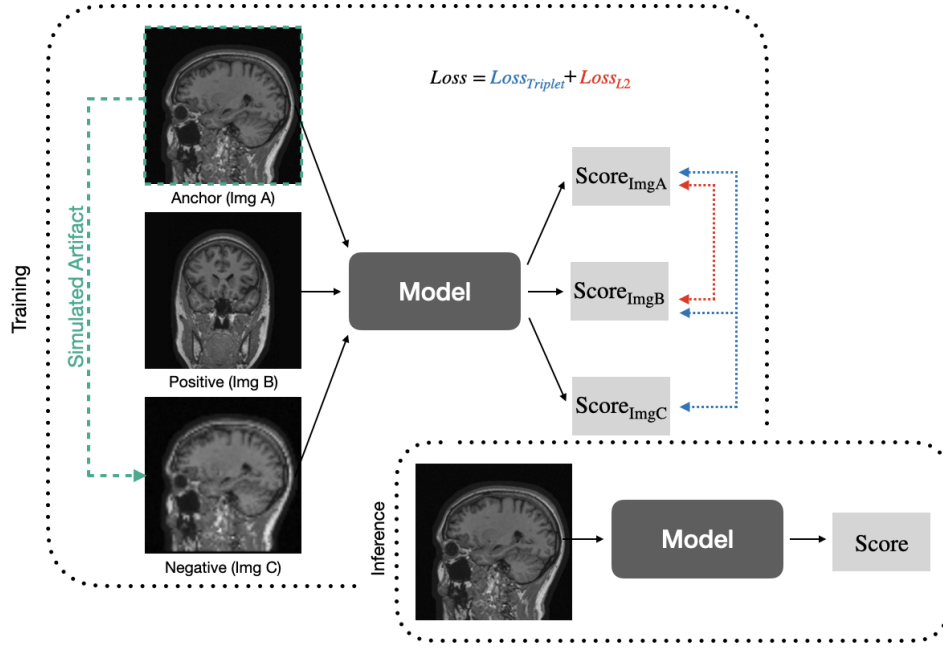 Loss = Loss_Triplet + Loss_L2
Training
Simulated Artifact
Anchor (Img A)
Positive (Img B)
Negative (Img C)
Model
Score_ImgA
Score_ImgB
Score_ImgC
Inference
Model
Score